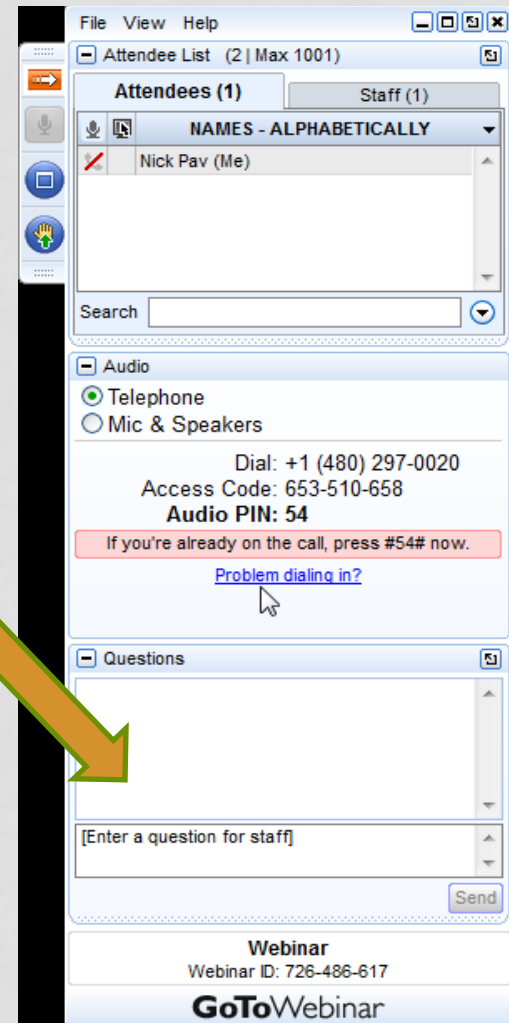 File View Help
Attendee List (2 | Max 1001)
Attendees (1) Staff (1)
NAMES - ALPHABETICALLY
Nick Pav (Me)
Search
Audio
Telephone
Mic & Speakers
Dial: +1 (480) 297-0020
Access Code: 653-510-658
Audio PIN: 54
If you're already on the call, press #54# now.
Problem dialing in?
Questions
[Enter a question for staff]
Send
Webinar
Webinar ID: 726-486-617
GoToWebinar